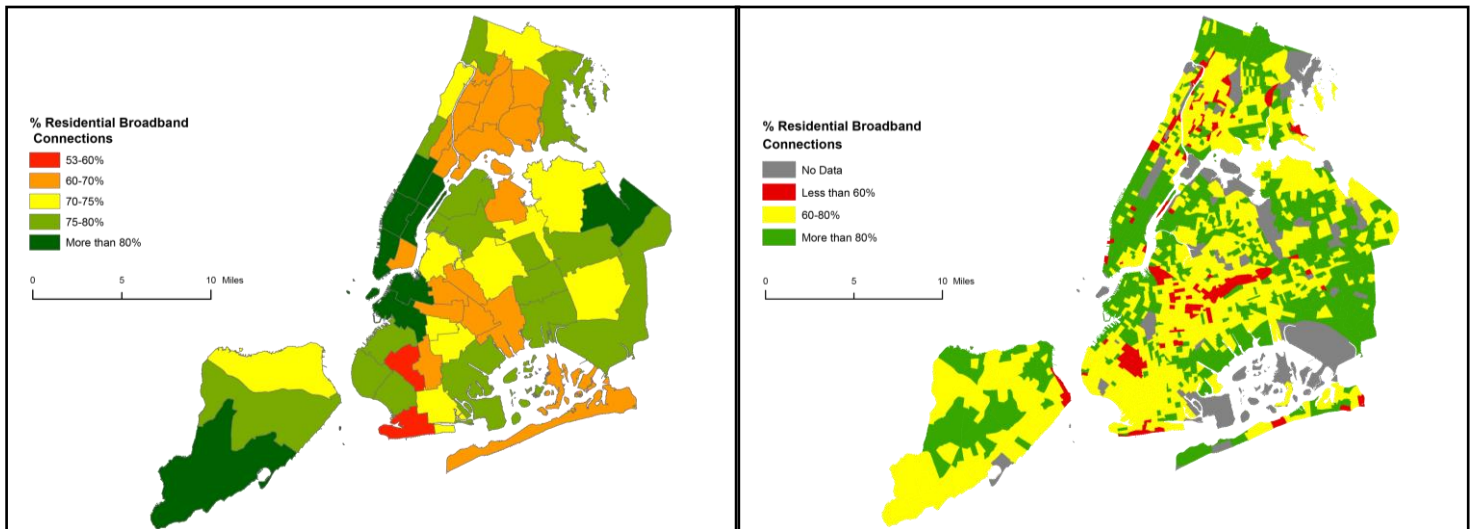 % Residential Broadband
Connections
53-60%
60-70%
70-75%
75-80%
More than 80%
0 5 10 Miles
% Residential Broadband
Connections
No Data
Less than 60%
60-80%
More than 80%
0 5 10 Miles